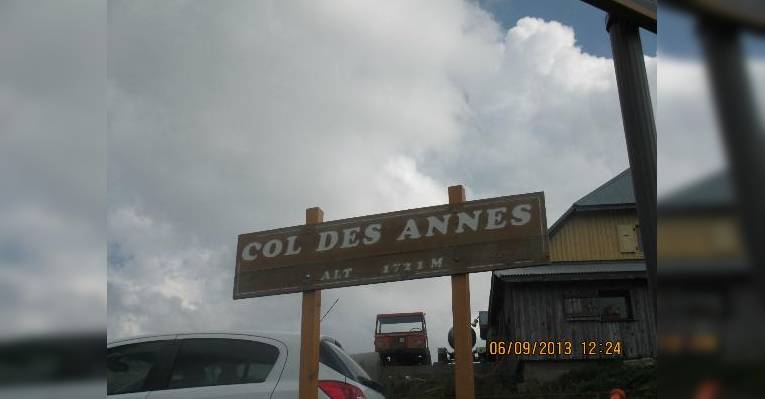 COL DES ANNES
ALT 1721 M
06/09/2013 12:24